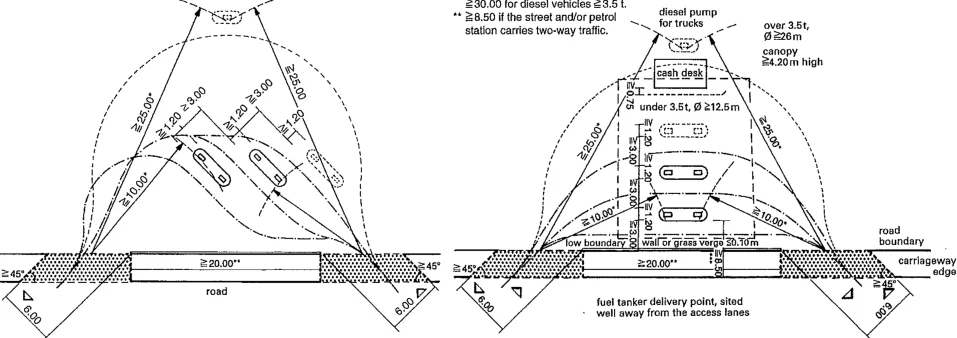 ≧30.00 for diesel vehicles ≦3.5 t.
** ≧8.50 if the street and/or petrol
station carries two-way traffic.
≧25.00*
≧25.00
≧1.20
≧3.00
≧1.20
≧3.00
≧1.20
≧10.00*
≧45°
≧20.00**
≧45°
road
6.00
6.00
diesel pump
for trucks
over 3.5t,
Ø ≧26m
canopy
≧4.20m high
cash desk
≧0.75
under 3.5t, Ø ≧12.5m
≧25.00*
≧25.00*
≧1.20
≧3.00
≧1.20
≧3.00
≧1.20
≧3.00
≧10.00*
≧10.00*
low boundary wall or grass verge ≦0.10m
road
boundary
carriageway
edge
≧45°
≧20.00**
≧8.50
≧45°
6.00
6.00
fuel tanker delivery point, sited
well away from the access lanes